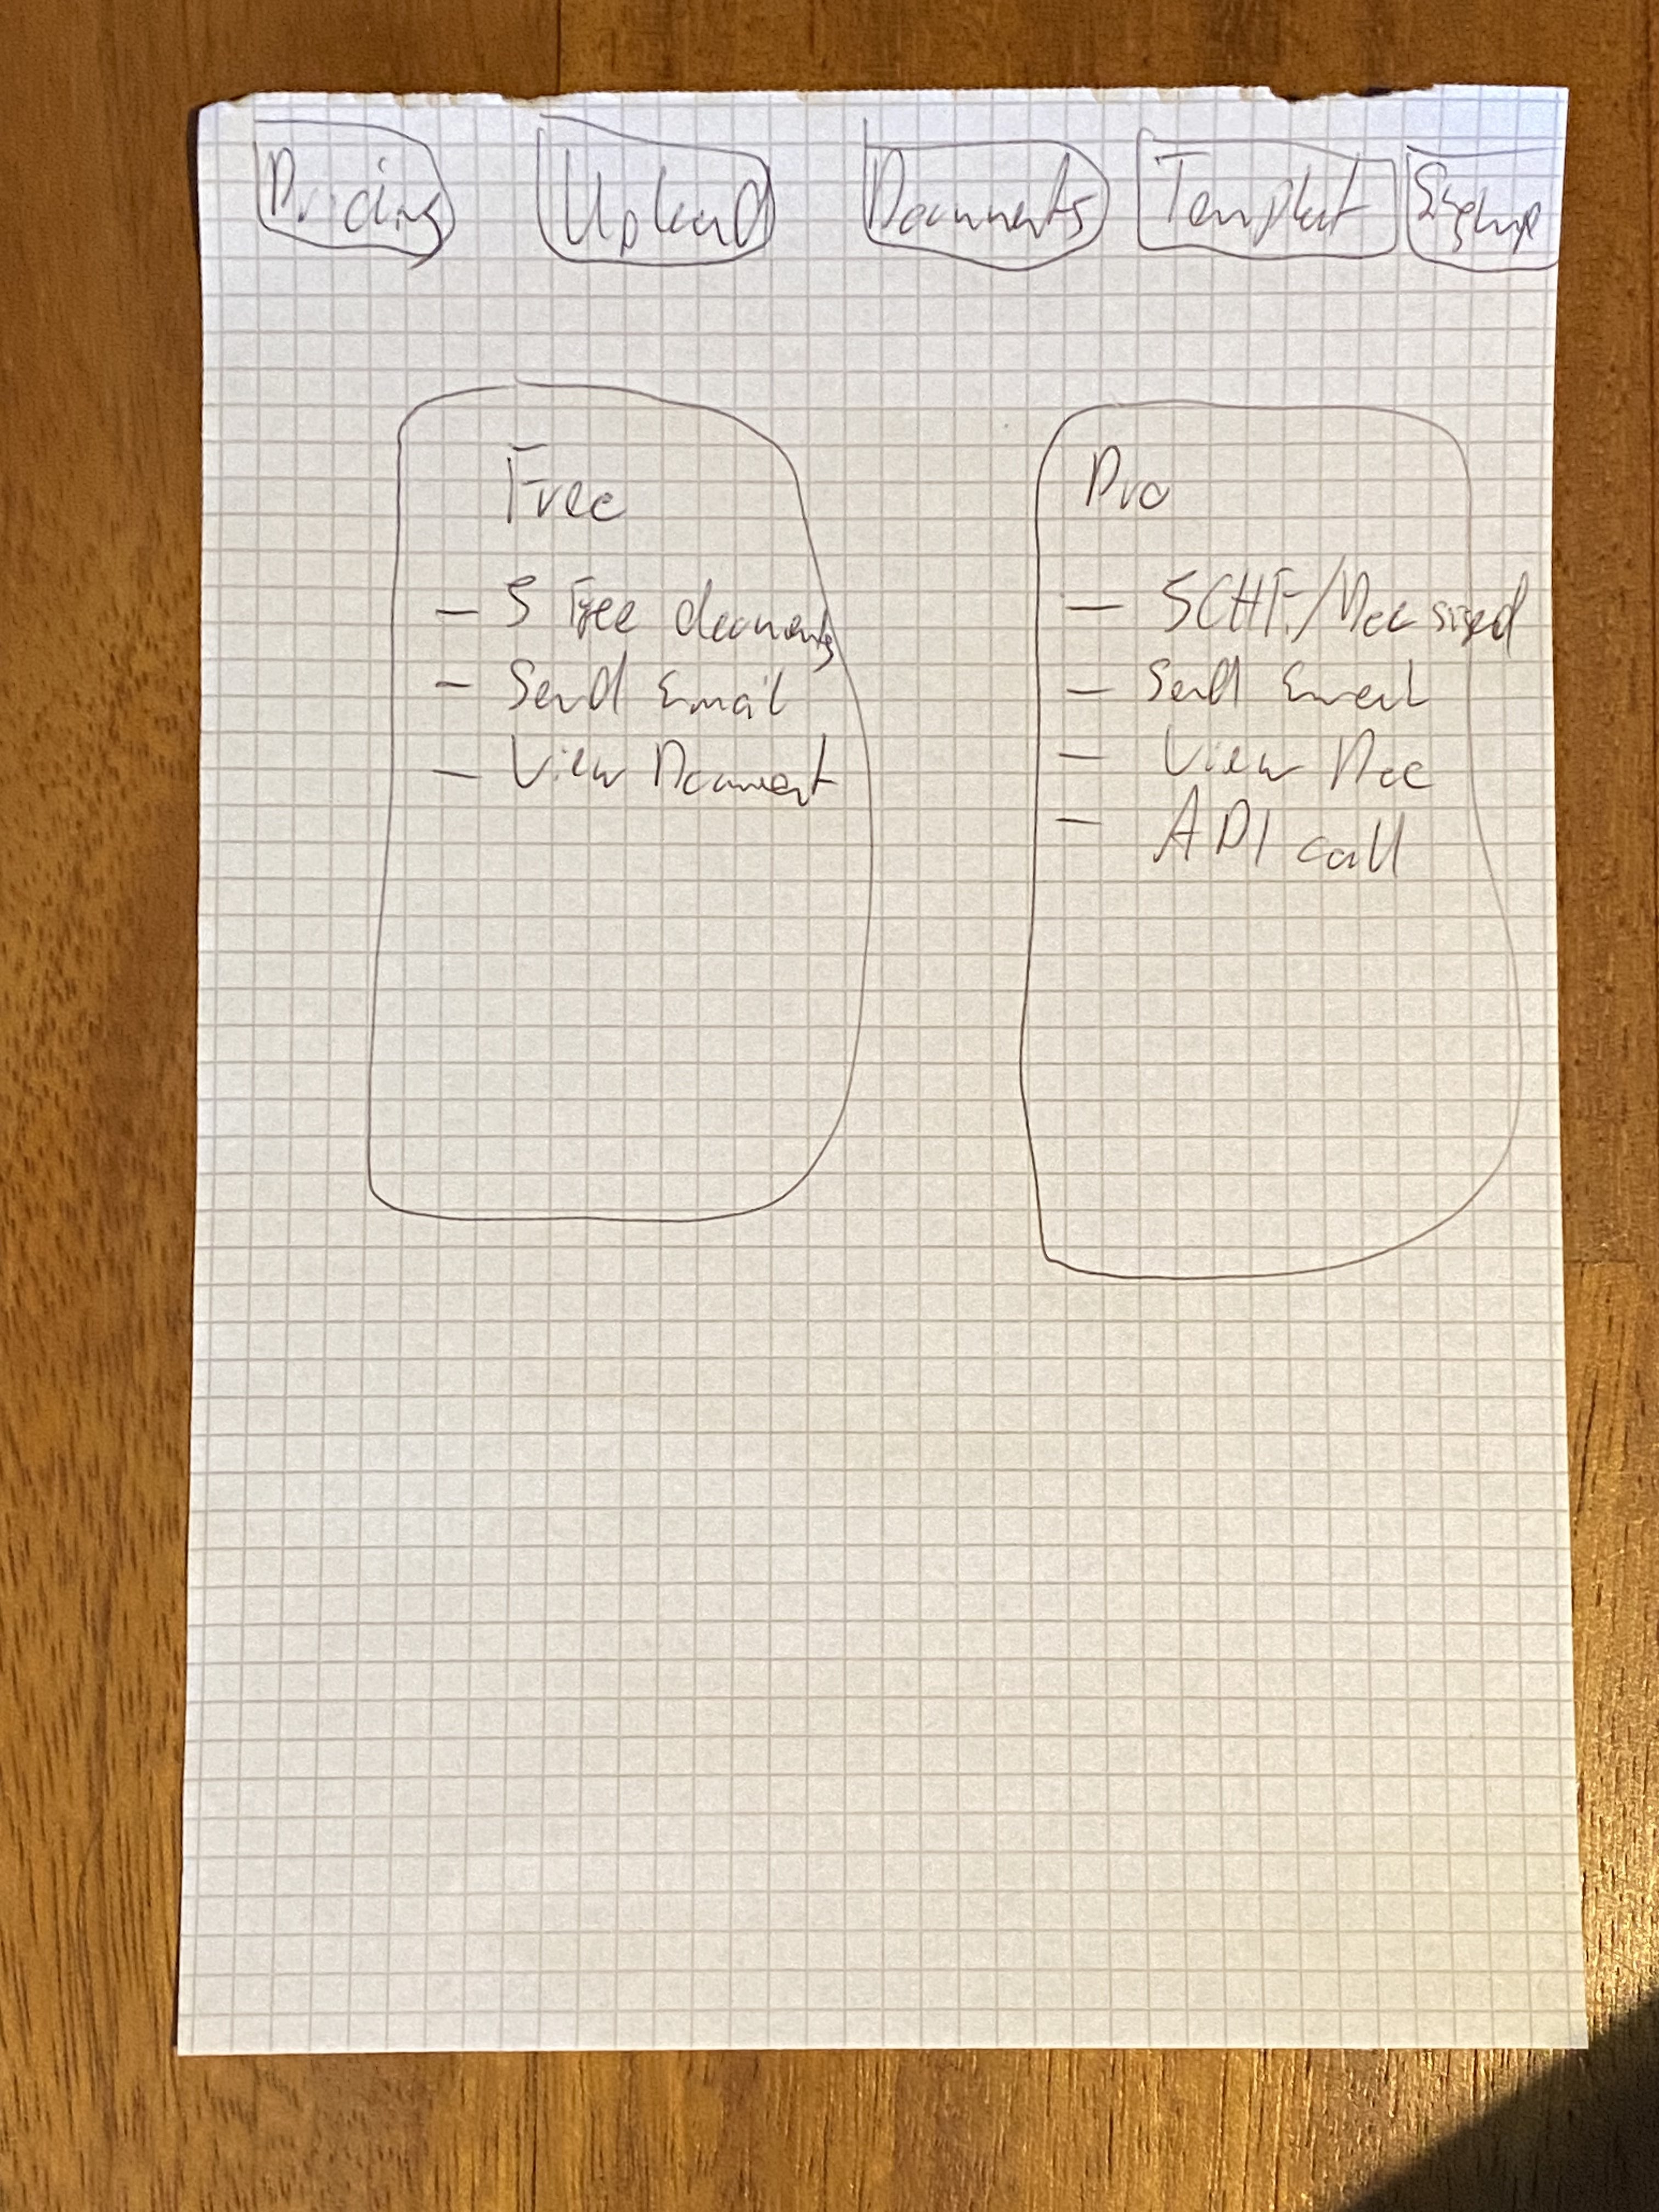 Pricing Upload Documents Templat Signup
Free
- 5 Free documents
- Send Email
- View Document
Pro
- 5CHF/Doc signed
- Send Email
- View Doc
- API call